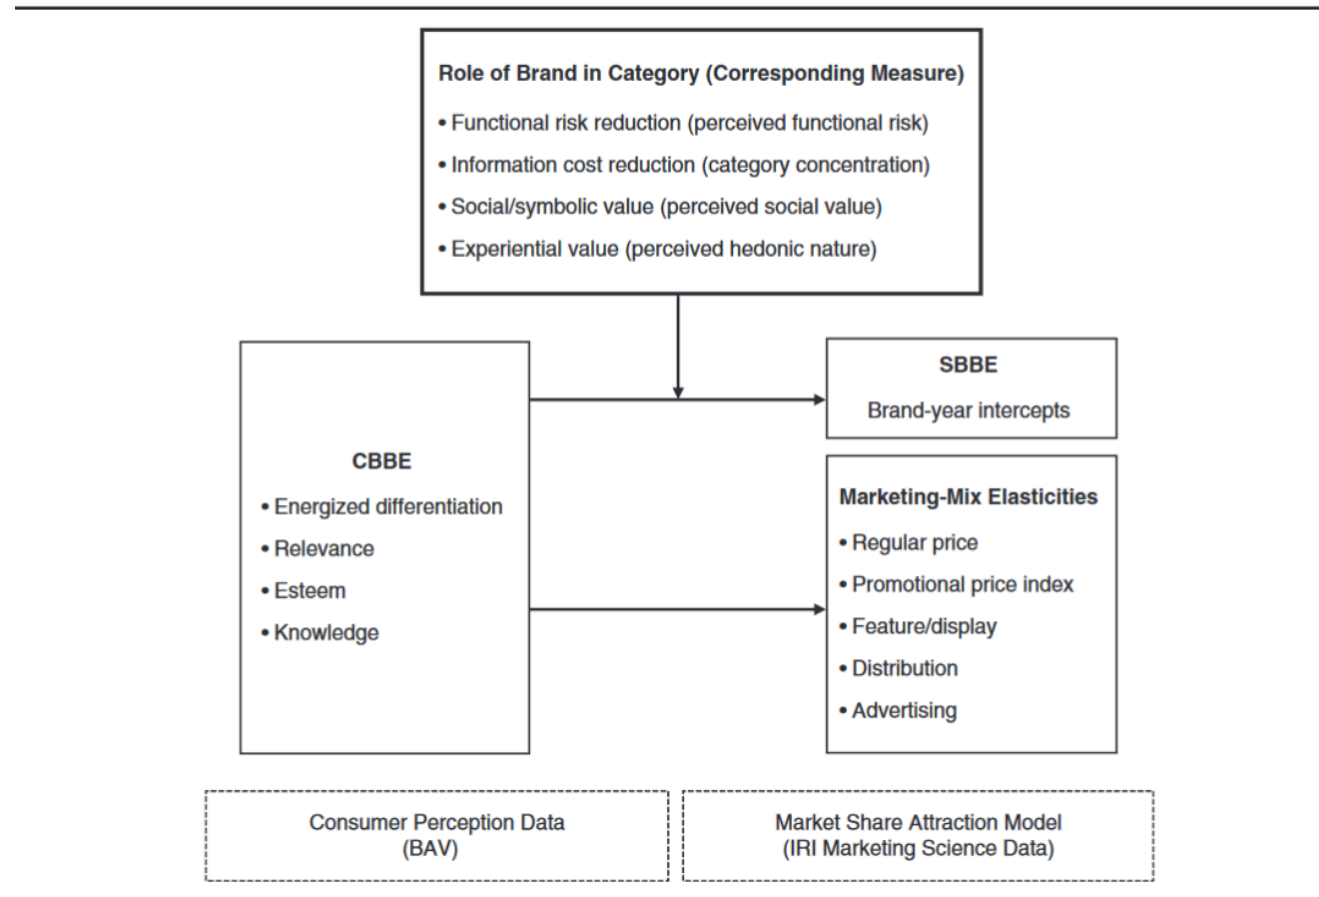 Role of Brand in Category (Corresponding Measure)
• Functional risk reduction (perceived functional risk)
• Information cost reduction (category concentration)
• Social/symbolic value (perceived social value)
• Experiential value (perceived hedonic nature)
CBBE
• Energized differentiation
• Relevance
• Esteem
• Knowledge
SBBE
Brand-year intercepts
Marketing-Mix Elasticities
• Regular price
• Promotional price index
• Feature/display
• Distribution
• Advertising
Consumer Perception Data
(BAV)
Market Share Attraction Model
(IRI Marketing Science Data)